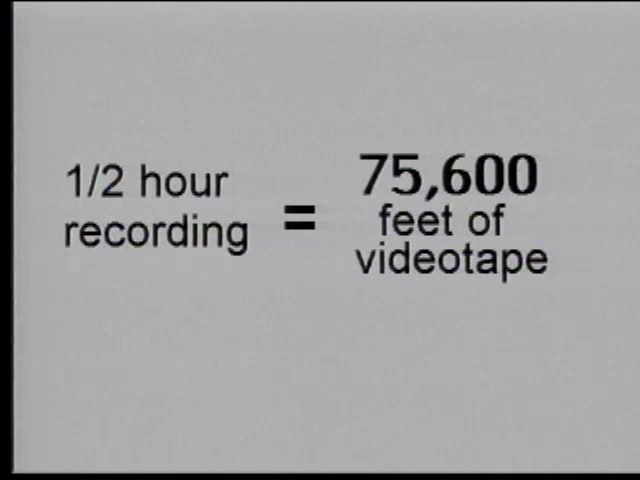 1/2 hour
recording
=
75,600
feet of
videotape